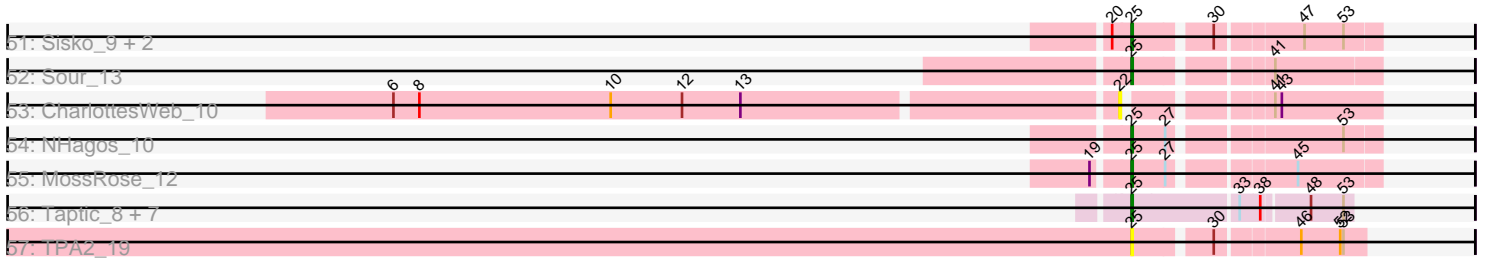 20 25 30 47 53
51: Sisko_9 + 2
25 41
52: Sour_13
6 8 10 12 13 22 41 43
53: CharlottesWeb_10
25 27 53
54: NHagos_10
19 25 27 45
55: MossRose_12
25 33 38 48 53
56: Taptic_8 + 7
25 30 46 52 53
57: TPA2_19